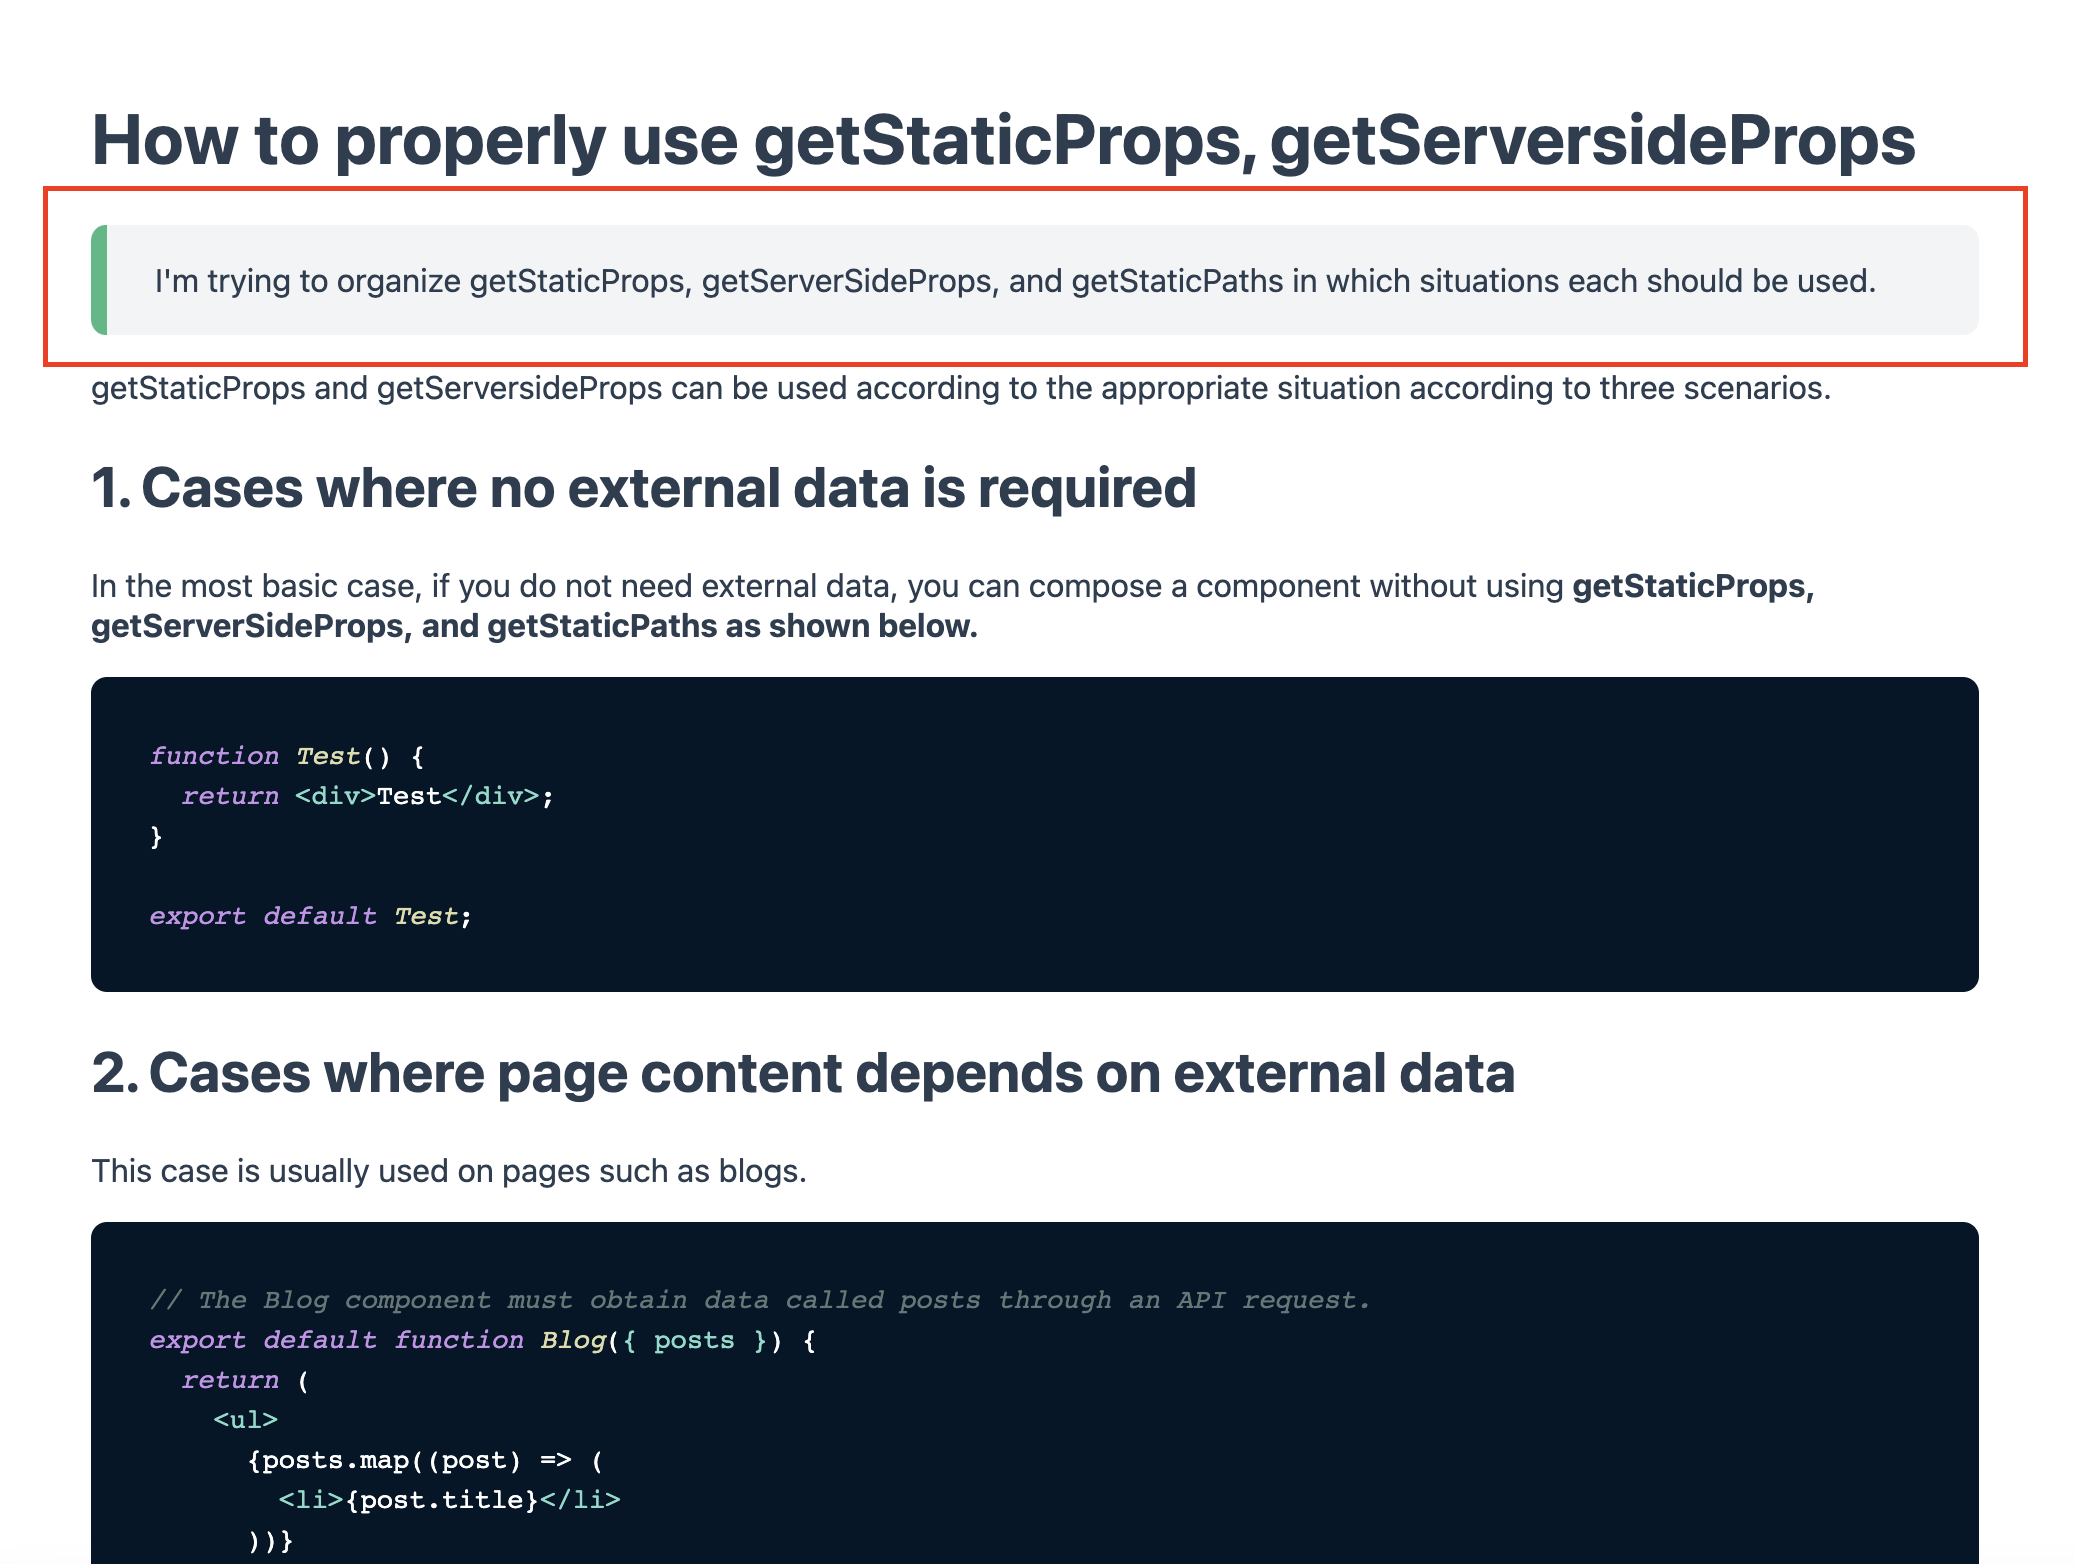 How to properly use getStaticProps, getServersideProps
I'm trying to organize getStaticProps, getServerSideProps, and getStaticPaths in which situations each should be used.
getStaticProps and getServersideProps can be used according to the appropriate situation according to three scenarios.
1. Cases where no external data is required
In the most basic case, if you do not need external data, you can compose a component without using getStaticProps,
getServerSideProps, and getStaticPaths as shown below.
function Test() {
  return <div>Test</div>;
}
export default Test;
2. Cases where page content depends on external data
This case is usually used on pages such as blogs.
// The Blog component must obtain data called posts through an API request.
export default function Blog({ posts }) {
  return (
    <ul>
      {posts.map((post) => (
        <li>{post.title}</li>
      ))}